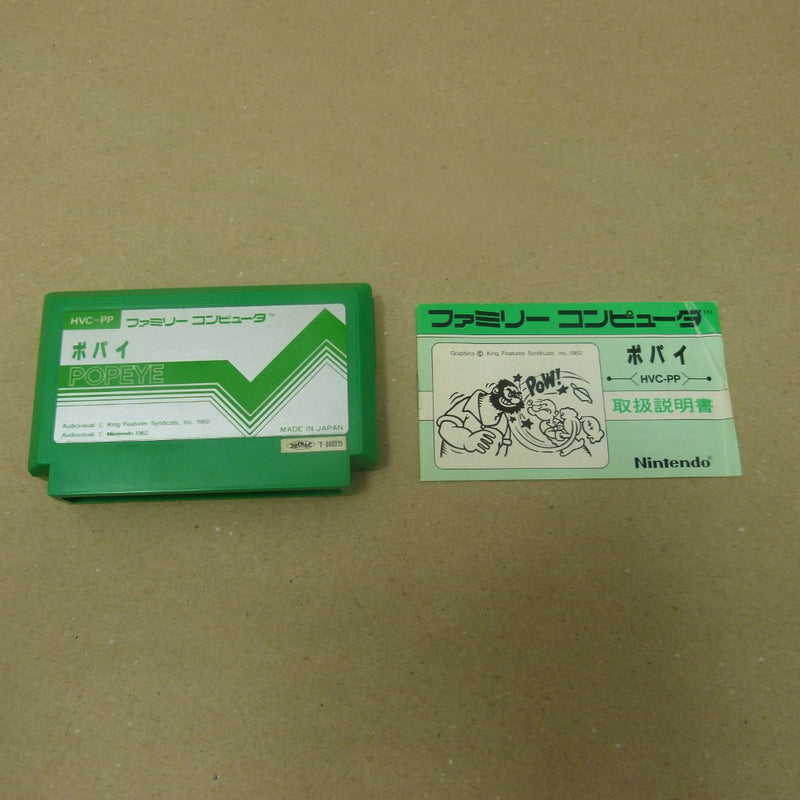 HVC-PP ファミリー コンピュータ™
ポパイ
POPEYE
Audiovisual © King Features Syndicate, Inc. 1982
Audiovisual © Nintendo 1982
MADE IN JAPAN
T-860215
ファミリー コンピュータ™
Graphics © King Features Syndicate, Inc. 1982
POW!
ポパイ
HVC-PP
取扱説明書
Nintendo®